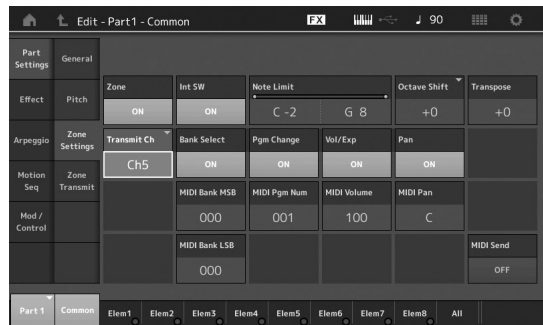 Edit - Part1 - Common FX 90
Part Settings General
Zone Int SW Note Limit Octave Shift Transpose
Effect Pitch ON ON C -2 G 8 +0 +0
Arpeggio Zone Settings Transmit Ch Bank Select Pgm Change Vol/Exp Pan
Ch5 ON ON ON ON
Motion Seq Zone Transmit MIDI Bank MSB MIDI Pgm Num MIDI Volume MIDI Pan
000 001 100 C
Mod / Control
MIDI Bank LSB MIDI Send
000 OFF
Part 1 Common Elem1 Elem2 Elem3 Elem4 Elem5 Elem6 Elem7 Elem8 All